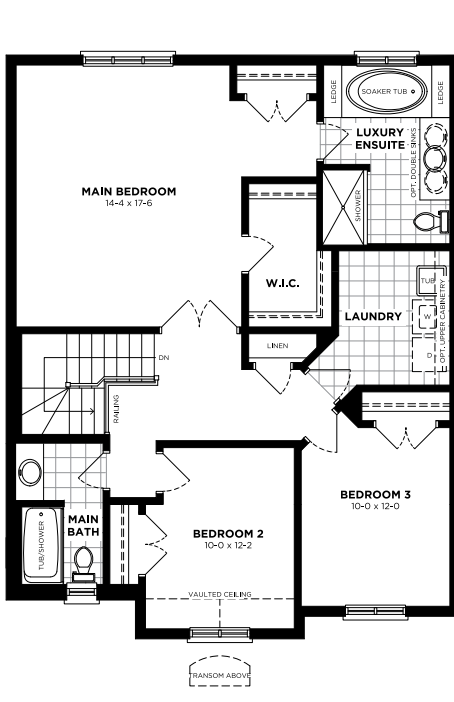 LEDGE
SOAKER TUB
LEDGE
LUXURY
ENSUITE
OPT. DOUBLE SINKS
MAIN BEDROOM
14-4 x 17-6
SHOWER
W.I.C.
TUB
LAUNDRY
W
OPT. UPPER CABINETRY
LINEN
DN
D
RAILING
BEDROOM 3
10-0 x 12-0
MAIN
BATH
TUB/SHOWER
BEDROOM 2
10-0 x 12-2
VAULTED CEILING
TRANSOM ABOVE